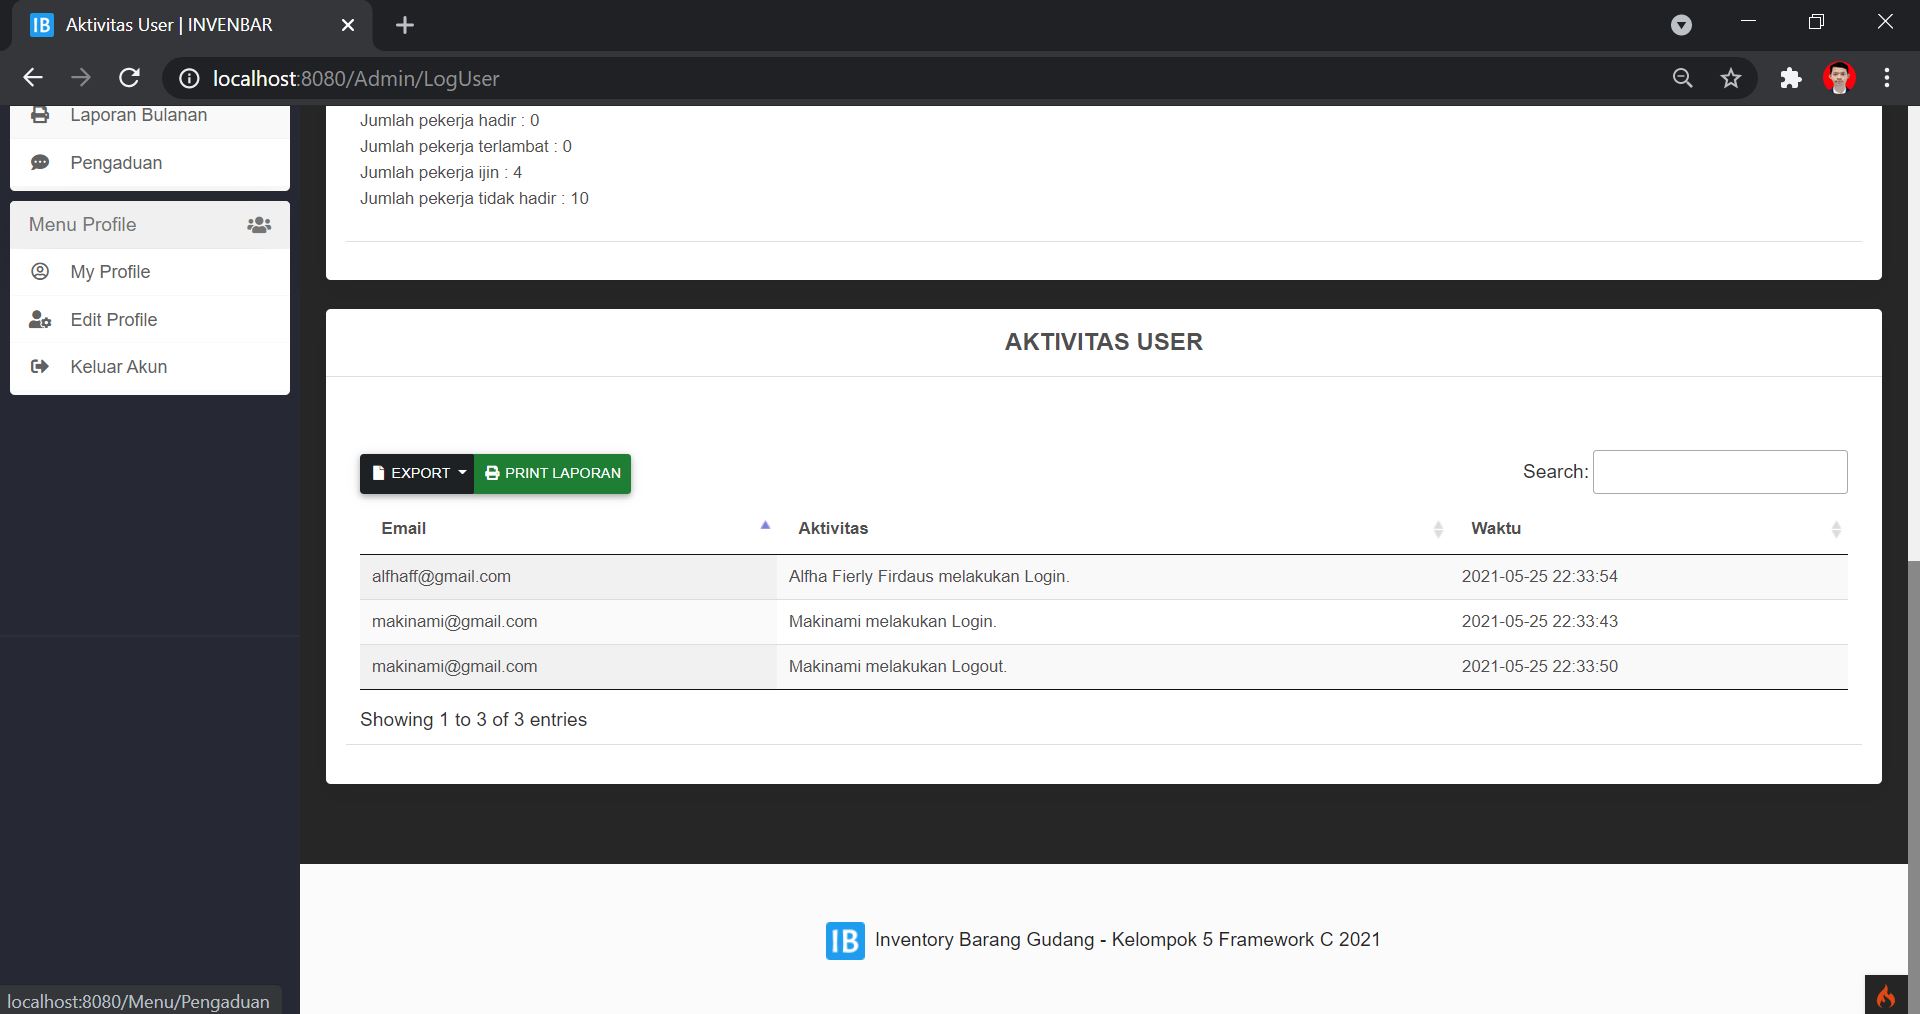 IB Aktivitas User | INVENBAR
localhost:8080/Admin/LogUser
Laporan Bulanan
Pengaduan
Menu Profile
My Profile
Edit Profile
Keluar Akun
Jumlah pekerja hadir : 0
Jumlah pekerja terlambat : 0
Jumlah pekerja ijin : 4
Jumlah pekerja tidak hadir : 10
AKTIVITAS USER
EXPORT PRINT LAPORAN Search:
Email Aktivitas Waktu
alfhaff@gmail.com Alfha Fierly Firdaus melakukan Login. 2021-05-25 22:33:54
makinami@gmail.com Makinami melakukan Login. 2021-05-25 22:33:43
makinami@gmail.com Makinami melakukan Logout. 2021-05-25 22:33:50
Showing 1 to 3 of 3 entries
IB Inventory Barang Gudang - Kelompok 5 Framework C 2021
localhost:8080/Menu/Pengaduan